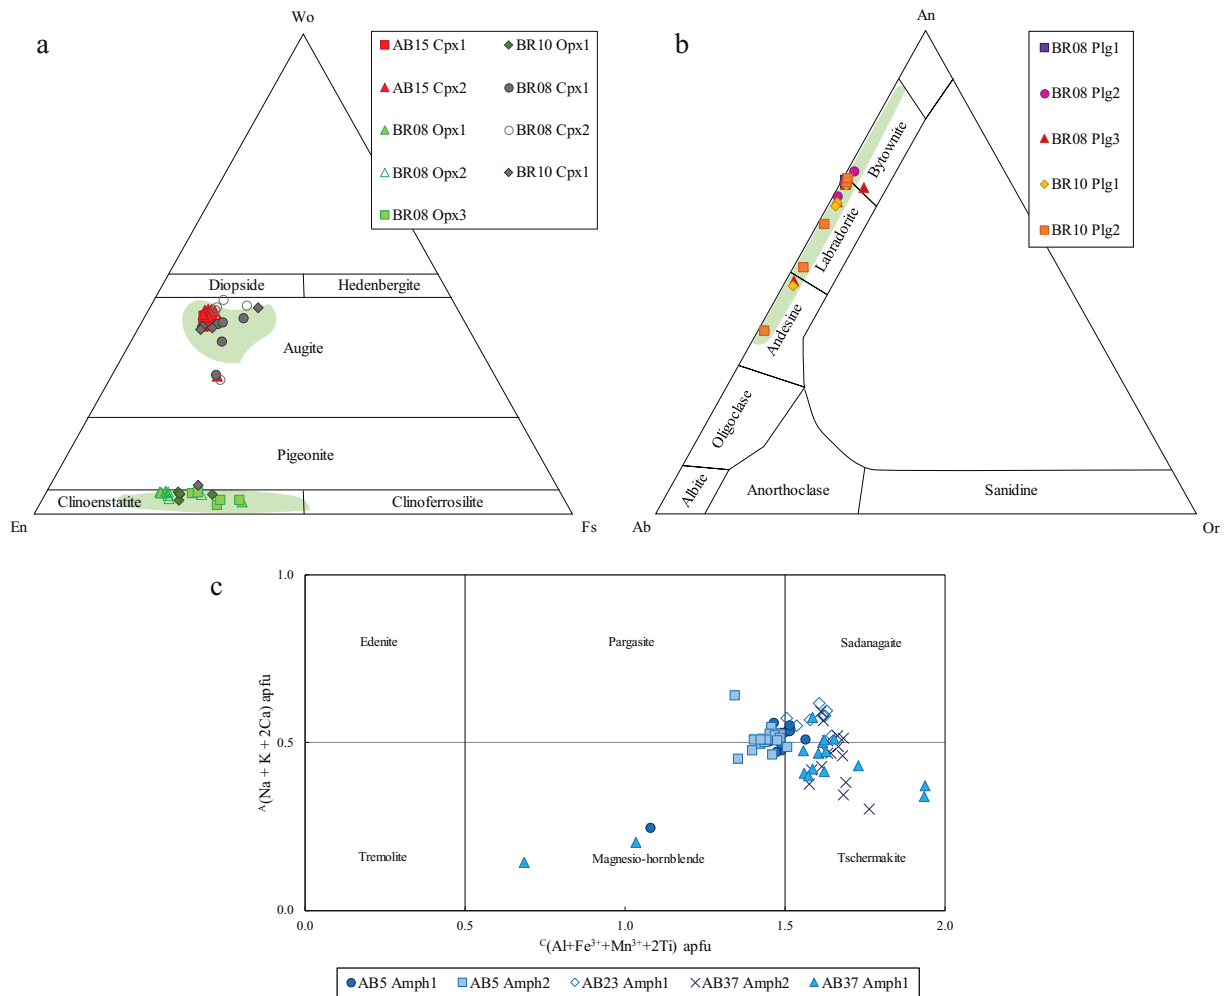 a
Wo
AB15 Cpx1
BR10 Opx1
AB15 Cpx2
BR08 Cpx1
BR08 Opx1
BR08 Cpx2
BR08 Opx2
BR10 Cpx1
BR08 Opx3
Diopside
Hedenbergite
Augite
Pigeonite
Clinoenstatite
Clinoferrosilite
En
Fs
b
An
BR08 Plg1
BR08 Plg2
BR08 Plg3
BR10 Plg1
BR10 Plg2
Bytownite
Labradorite
Andesine
Oligoclase
Albite
Anorthoclase
Sanidine
Ab
Or
c
1.0
0.5
0.0
ᴬ(Na + K + 2Ca) apfu
Edenite
Pargasite
Sadanagaite
Tremolite
Magnesio-hornblende
Tschermakite
0.0
0.5
1.0
1.5
2.0
ᶜ(Al+Fe³⁺+Mn³⁺+2Ti) apfu
AB5 Amph1 AB5 Amph2 AB23 Amph1 AB37 Amph2 AB37 Amph1